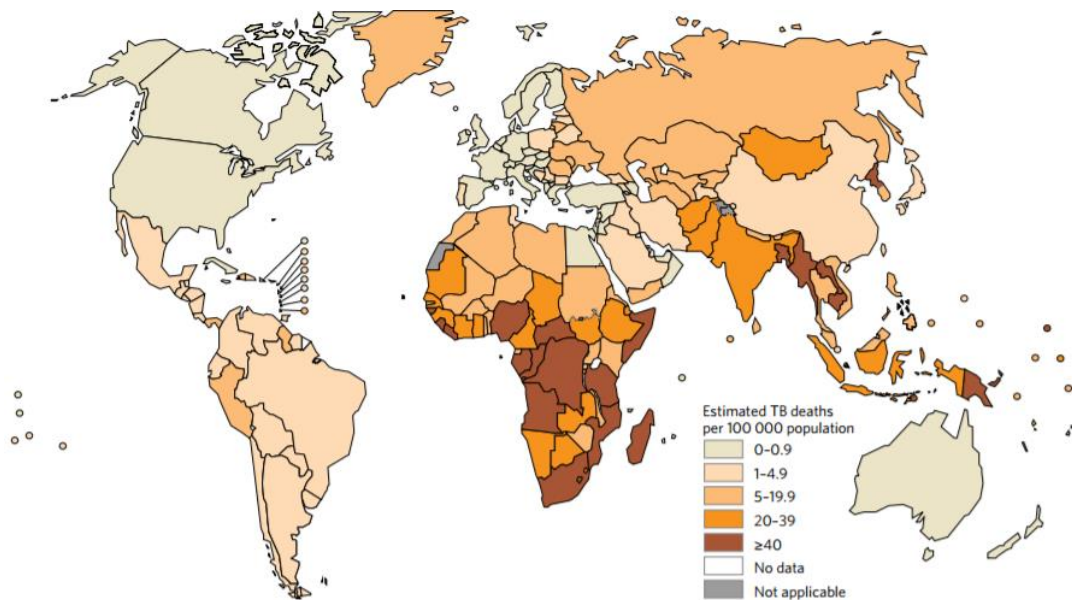 Estimated TB deaths
per 100 000 population
0–0.9
1–4.9
5–19.9
20–39
≥40
No data
Not applicable